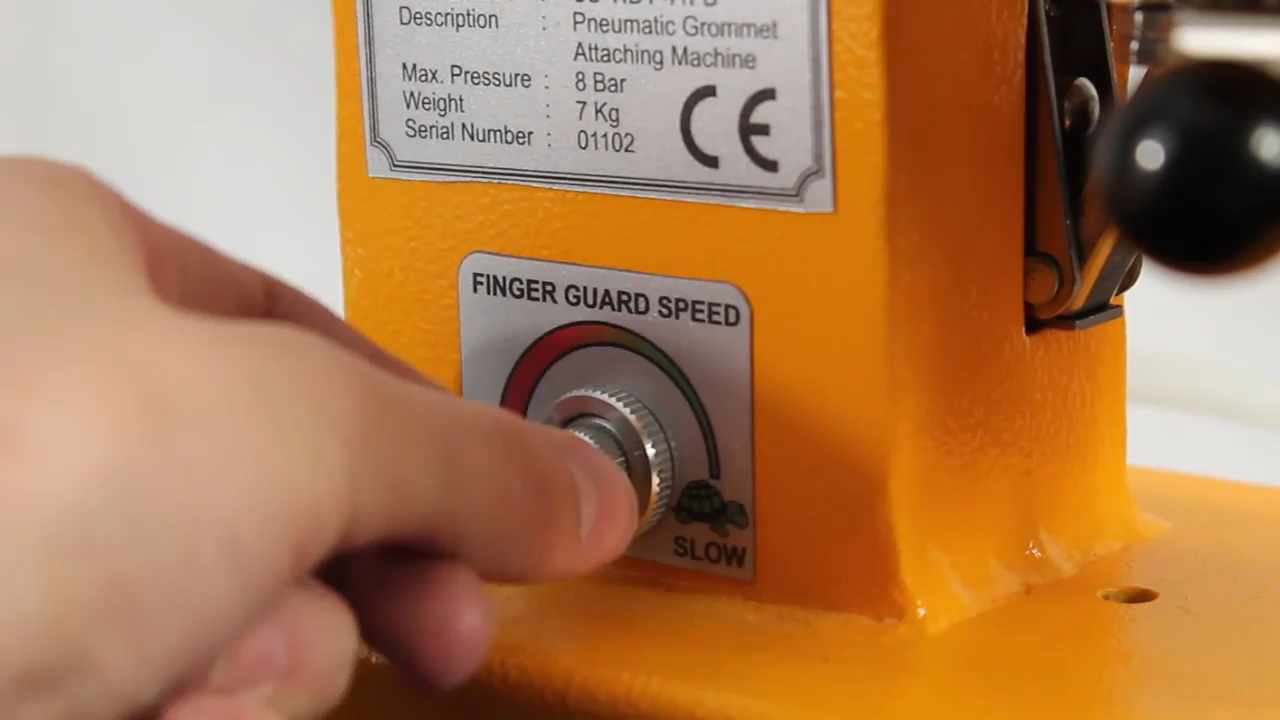 Description : Pneumatic Grommet
Attaching Machine
Max. Pressure : 8 Bar
Weight : 7 Kg
Serial Number : 01102
CE
FINGER GUARD SPEED
SLOW